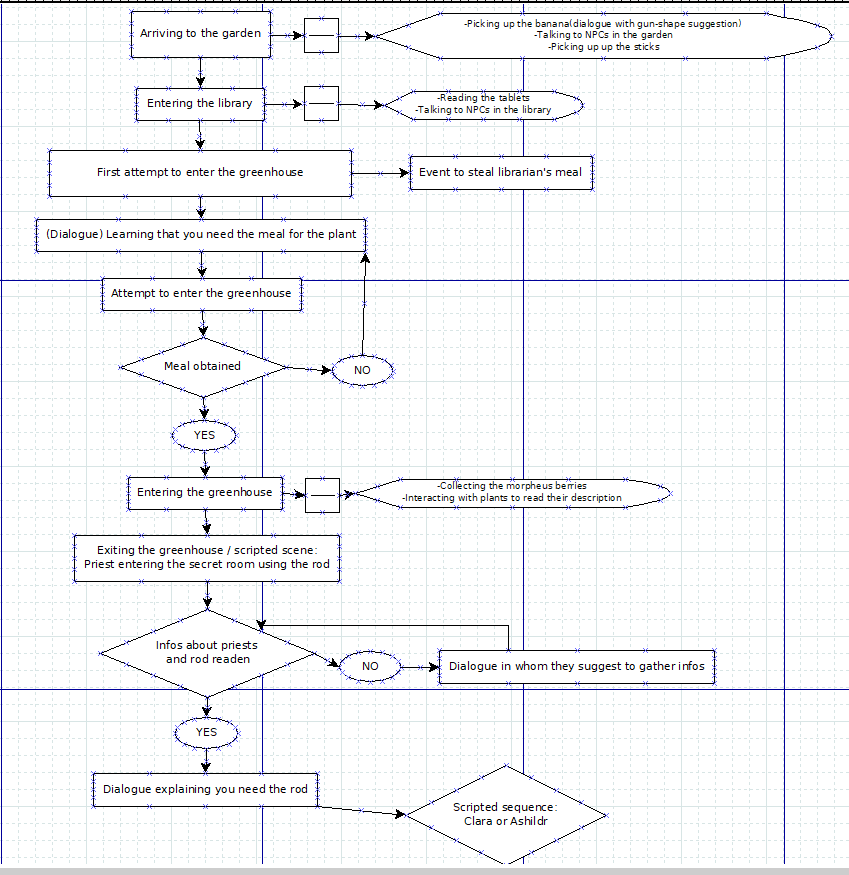 Arriving to the garden
-Picking up the banana(dialogue with gun-shape suggestion)
-Talking to NPCs in the garden
-Picking up up the sticks
Entering the library
-Reading the tablets
-Talking to NPCs in the library
First attempt to enter the greenhouse
Event to steal librarian's meal
(Dialogue) Learning that you need the meal for the plant
Attempt to enter the greenhouse
Meal obtained
NO
YES
Entering the greenhouse
-Collecting the morpheus berries
-Interacting with plants to read their description
Exiting the greenhouse / scripted scene:
Priest entering the secret room using the rod
Infos about priests
and rod readen
NO
Dialogue in whom they suggest to gather infos
YES
Dialogue explaining you need the rod
Scripted sequence:
Clara or Ashildr